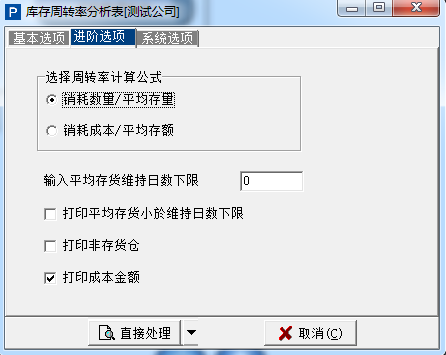 P 库存周转率分析表[测试公司]
基本选项 进阶选项 系统选项
选择周转率计算公式
销耗数量/平均存量
销耗成本/平均存额
输入平均存货维持日数下限 0
打印平均存货小於维持日数下限
打印非存货仓
打印成本金额
直接处理 取消(C)